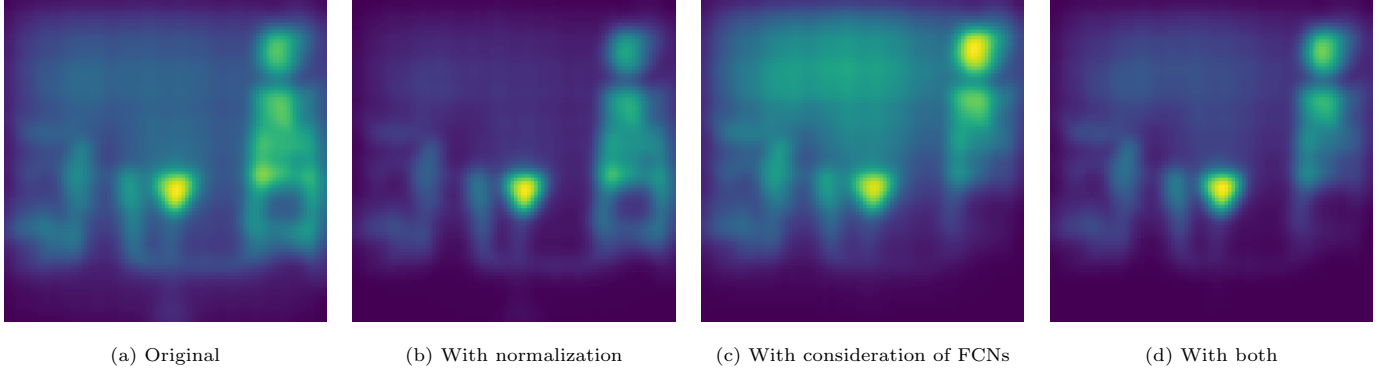 (a) Original
(b) With normalization
(c) With consideration of FCNs
(d) With both